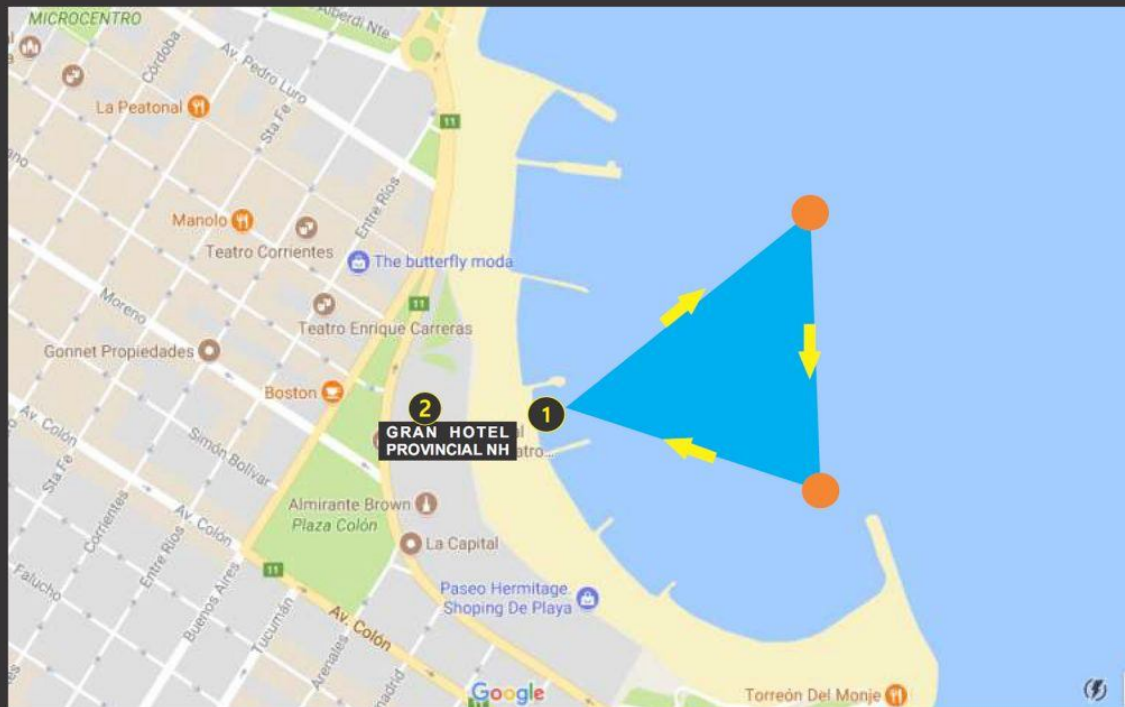 MICROCENTRO
Alberdi Nte
Córdoba
Av. Pedro Luro
La Peatonal
Sta Fe
11
Entre Ríos
Manolo
Teatro Corrientes
The butterfly moda
Moreno
11
Teatro Enrique Carreras
Gonnet Propiedades
Boston
2
1
GRAN HOTEL
PROVINCIAL NH
atro...
Av. Colón
Simón Bolívar
Sta Fe
Almirante Brown
Plaza Colón
Corrientes
Av. Colón
La Capital
Entre Ríos
11
Falucho
Buenos Aires
Tucumán
Paseo Hermitage.
Shoping De Playa
Av. Colón
Arenales
Google
11
Torreón Del Monje